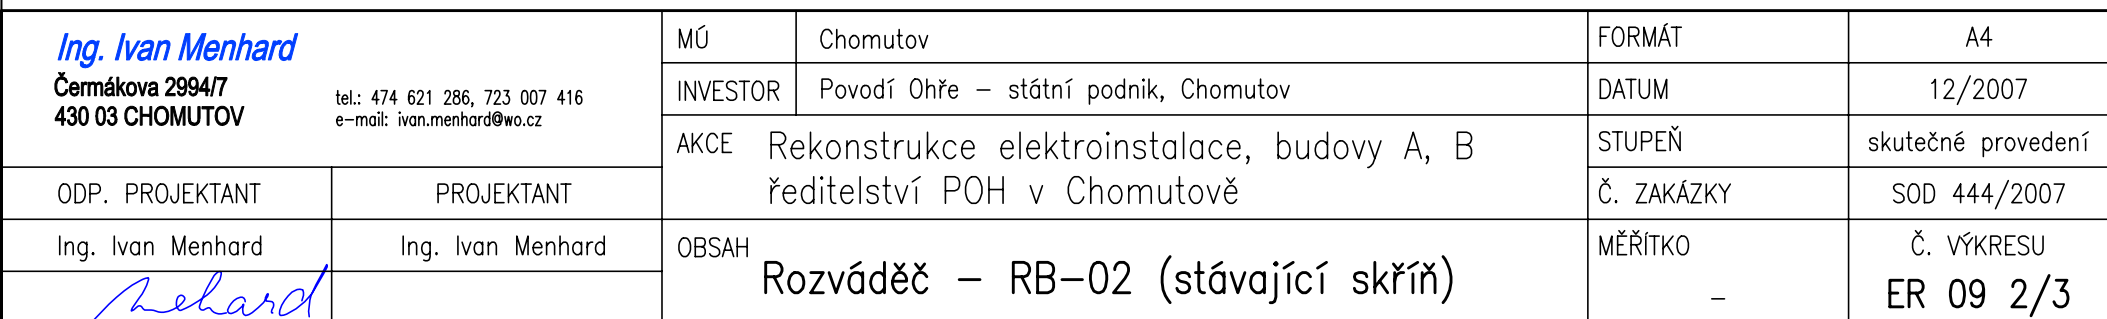 Ing. Ivan Menhard
Čermákova 2994/7
430 03 CHOMUTOV
tel.: 474 621 286, 723 007 416
e-mail: ivan.menhard@wo.cz
ODP. PROJEKTANT
PROJEKTANT
Ing. Ivan Menhard
Ing. Ivan Menhard
Menhard
MÚ
Chomutov
INVESTOR
Povodí Ohře – státní podnik, Chomutov
AKCE
Rekonstrukce elektroinstalace, budovy A, B
ředitelství POH v Chomutově
OBSAH
Rozváděč – RB-02 (stávající skříň)
FORMÁT
A4
DATUM
12/2007
STUPEŇ
skutečné provedení
Č. ZAKÁZKY
SOD 444/2007
MĚŘÍTKO
–
Č. VÝKRESU
ER 09 2/3